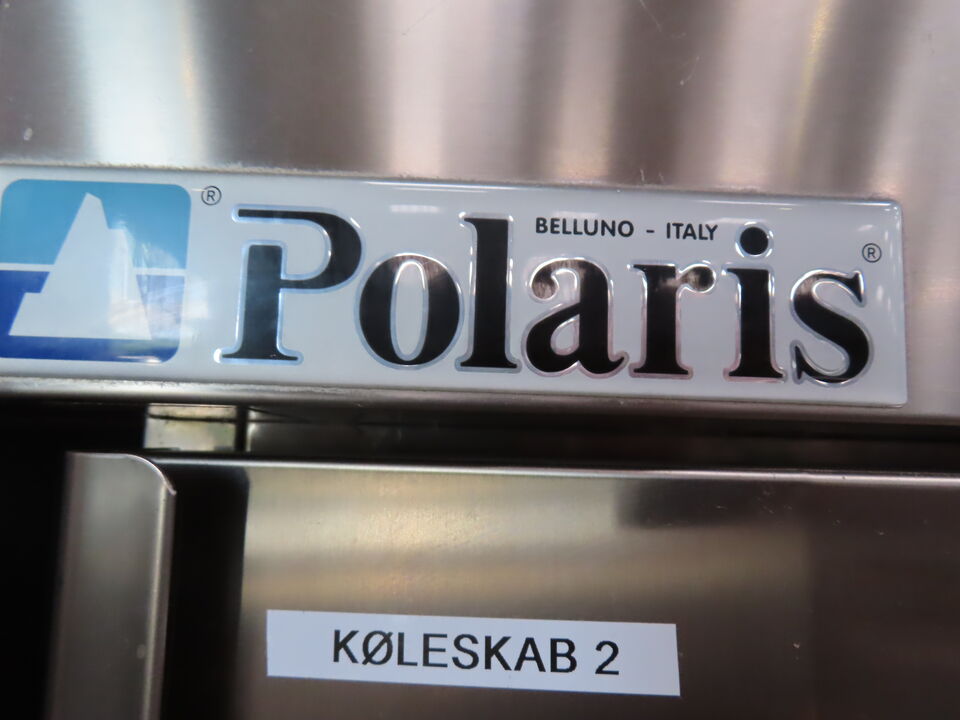 ®
BELLUNO - ITALY
Polaris ®
KØLESKAB 2